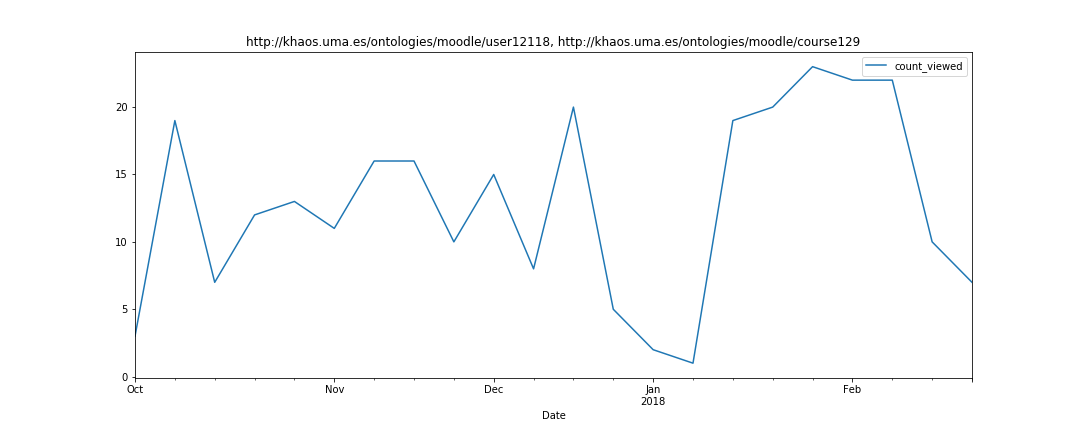 http://khaos.uma.es/ontologies/moodle/user12118, http://khaos.uma.es/ontologies/moodle/course129
count_viewed
20
15
10
5
0
Oct Nov Dec Jan Feb
2018
Date